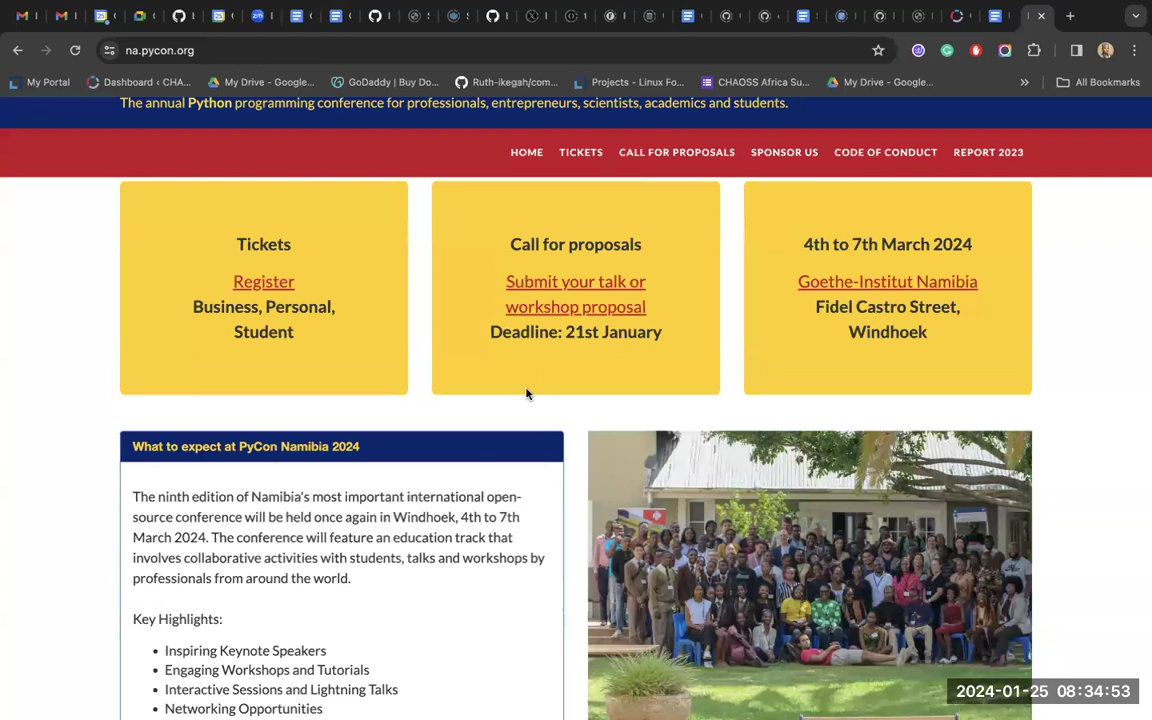 na.pycon.org
My Portal
Dashboard ‹ CHA...
My Drive - Google...
GoDaddy | Buy Do...
Ruth-ikegah/com...
Projects - Linux Fo...
CHAOSS Africa Su...
My Drive - Google...
»
All Bookmarks
The annual Python programming conference for professionals, entrepreneurs, scientists, academics and students.
HOME TICKETS CALL FOR PROPOSALS SPONSOR US CODE OF CONDUCT REPORT 2023
Tickets
Register
Business, Personal,
Student
Call for proposals
Submit your talk or
workshop proposal
Deadline: 21st January
4th to 7th March 2024
Goethe-Institut Namibia
Fidel Castro Street,
Windhoek
What to expect at PyCon Namibia 2024
The ninth edition of Namibia's most important international open-
source conference will be held once again in Windhoek, 4th to 7th
March 2024. The conference will feature an education track that
involves collaborative activities with students, talks and workshops by
professionals from around the world.
Key Highlights:
• Inspiring Keynote Speakers
• Engaging Workshops and Tutorials
• Interactive Sessions and Lightning Talks
• Networking Opportunities
2024-01-25 08:34:53